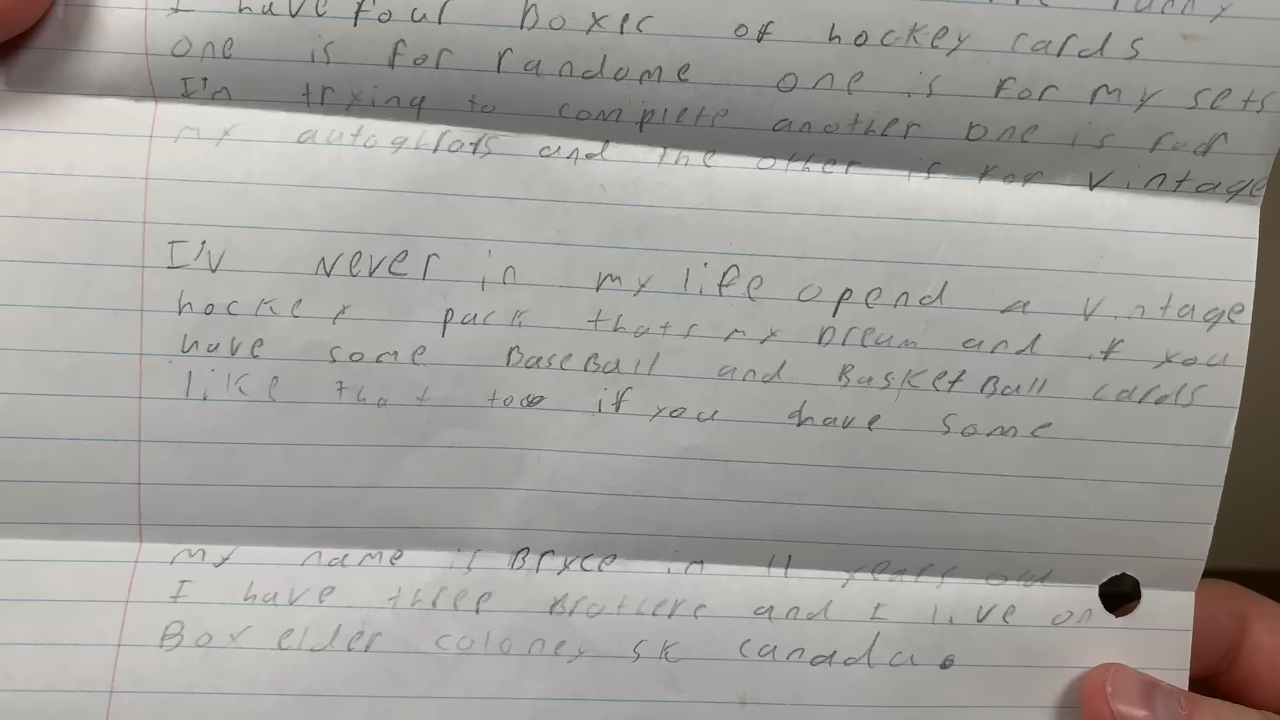 funny
I have four boxes of hockey cards
one is for randome one is for my sets
I'm trying to complete another one is for
my autogrrats and the other is for vintage
I'v Never in my life opend a vintage
hockey pack thats my Dream and if you
have some BaseBall and BasketBall cards
like that too if you have some
my name is Bryce im 11 years old
I have three Brothers and I live on
Box elder coloney SK canada.